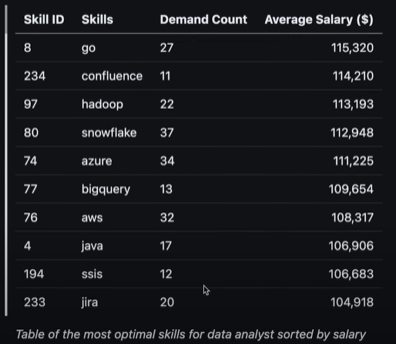 Skill ID Skills Demand Count Average Salary ($)
8 go 27 115,320
234 confluence 11 114,210
97 hadoop 22 113,193
80 snowflake 37 112,948
74 azure 34 111,225
77 bigquery 13 109,654
76 aws 32 108,317
4 java 17 106,906
194 ssis 12 106,683
233 jira 20 104,918
Table of the most optimal skills for data analyst sorted by salary